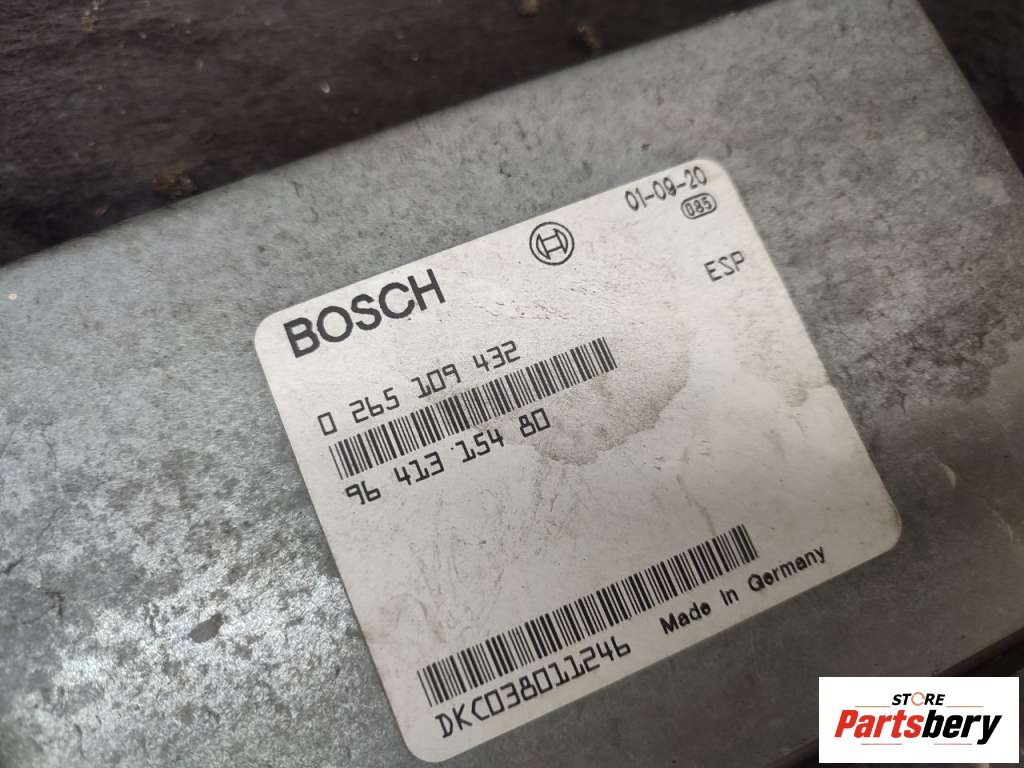 01-09-20
085
BOSCH
ESP
0 265 109 432
96 413 154 80
DKC038011246
Made In Germany
STORE
Partsbery